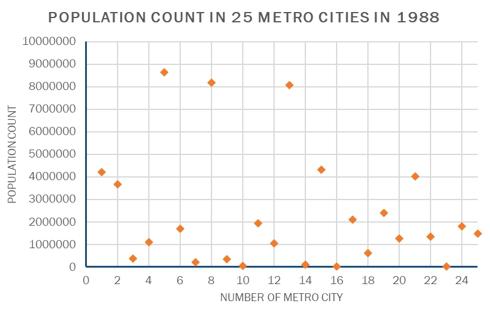 POPULATION COUNT IN 25 METRO CITIES IN 1988
10000000
9000000
8000000
7000000
6000000
5000000
4000000
3000000
2000000
1000000
0
POPULATION COUNT
0 2 4 6 8 10 12 14 16 18 20 22 24
NUMBER OF METRO CITY